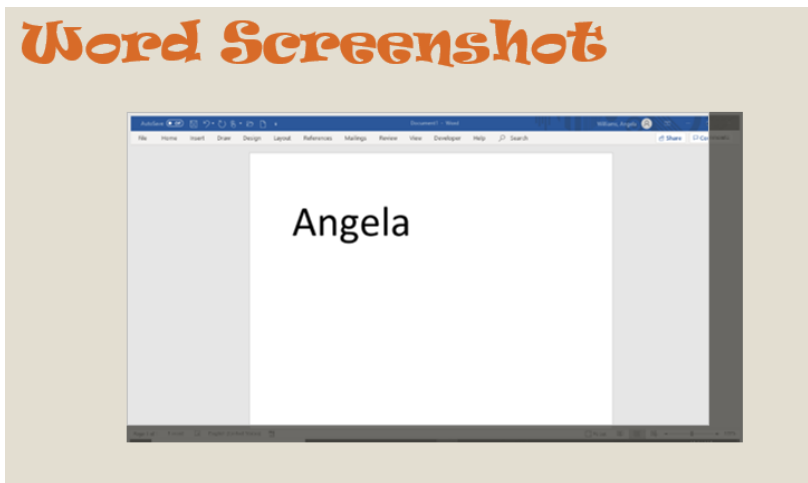 Word Screenshot
AutoSave Off Document1 - Word Williams, Angela
File Home Insert Draw Design Layout References Mailings Review View Developer Help Search Share
Angela